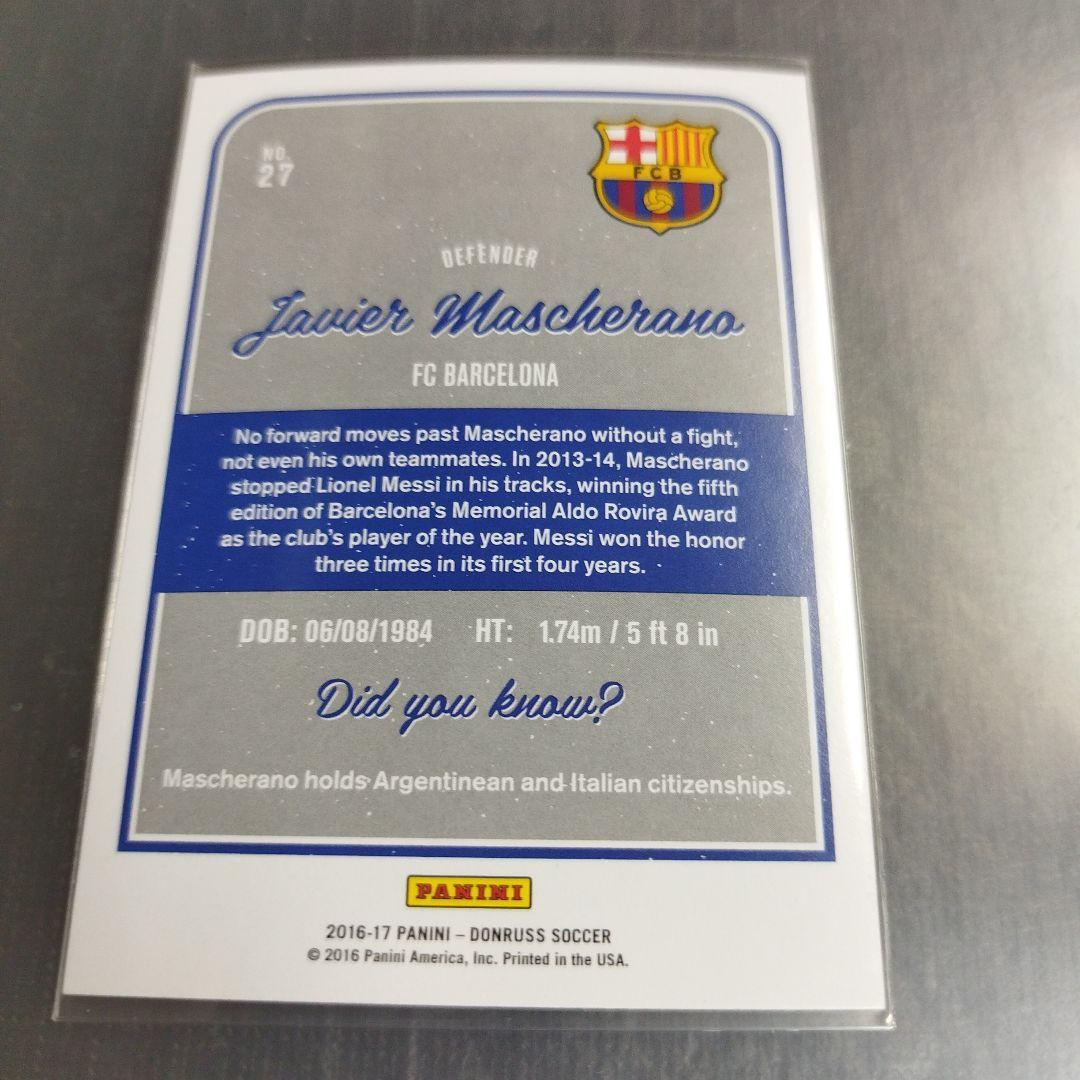 NO.
27
FCB
DEFENDER
Javier Mascherano
FC BARCELONA
No forward moves past Mascherano without a fight,
not even his own teammates. In 2013-14, Mascherano
stopped Lionel Messi in his tracks, winning the fifth
edition of Barcelona's Memorial Aldo Rovira Award
as the club's player of the year. Messi won the honor
three times in its first four years.
DOB: 06/08/1984 HT: 1.74m / 5 ft 8 in
Did you know?
Mascherano holds Argentinean and Italian citizenships.
PANINI
2016-17 PANINI – DONRUSS SOCCER
© 2016 Panini America, Inc. Printed in the USA.